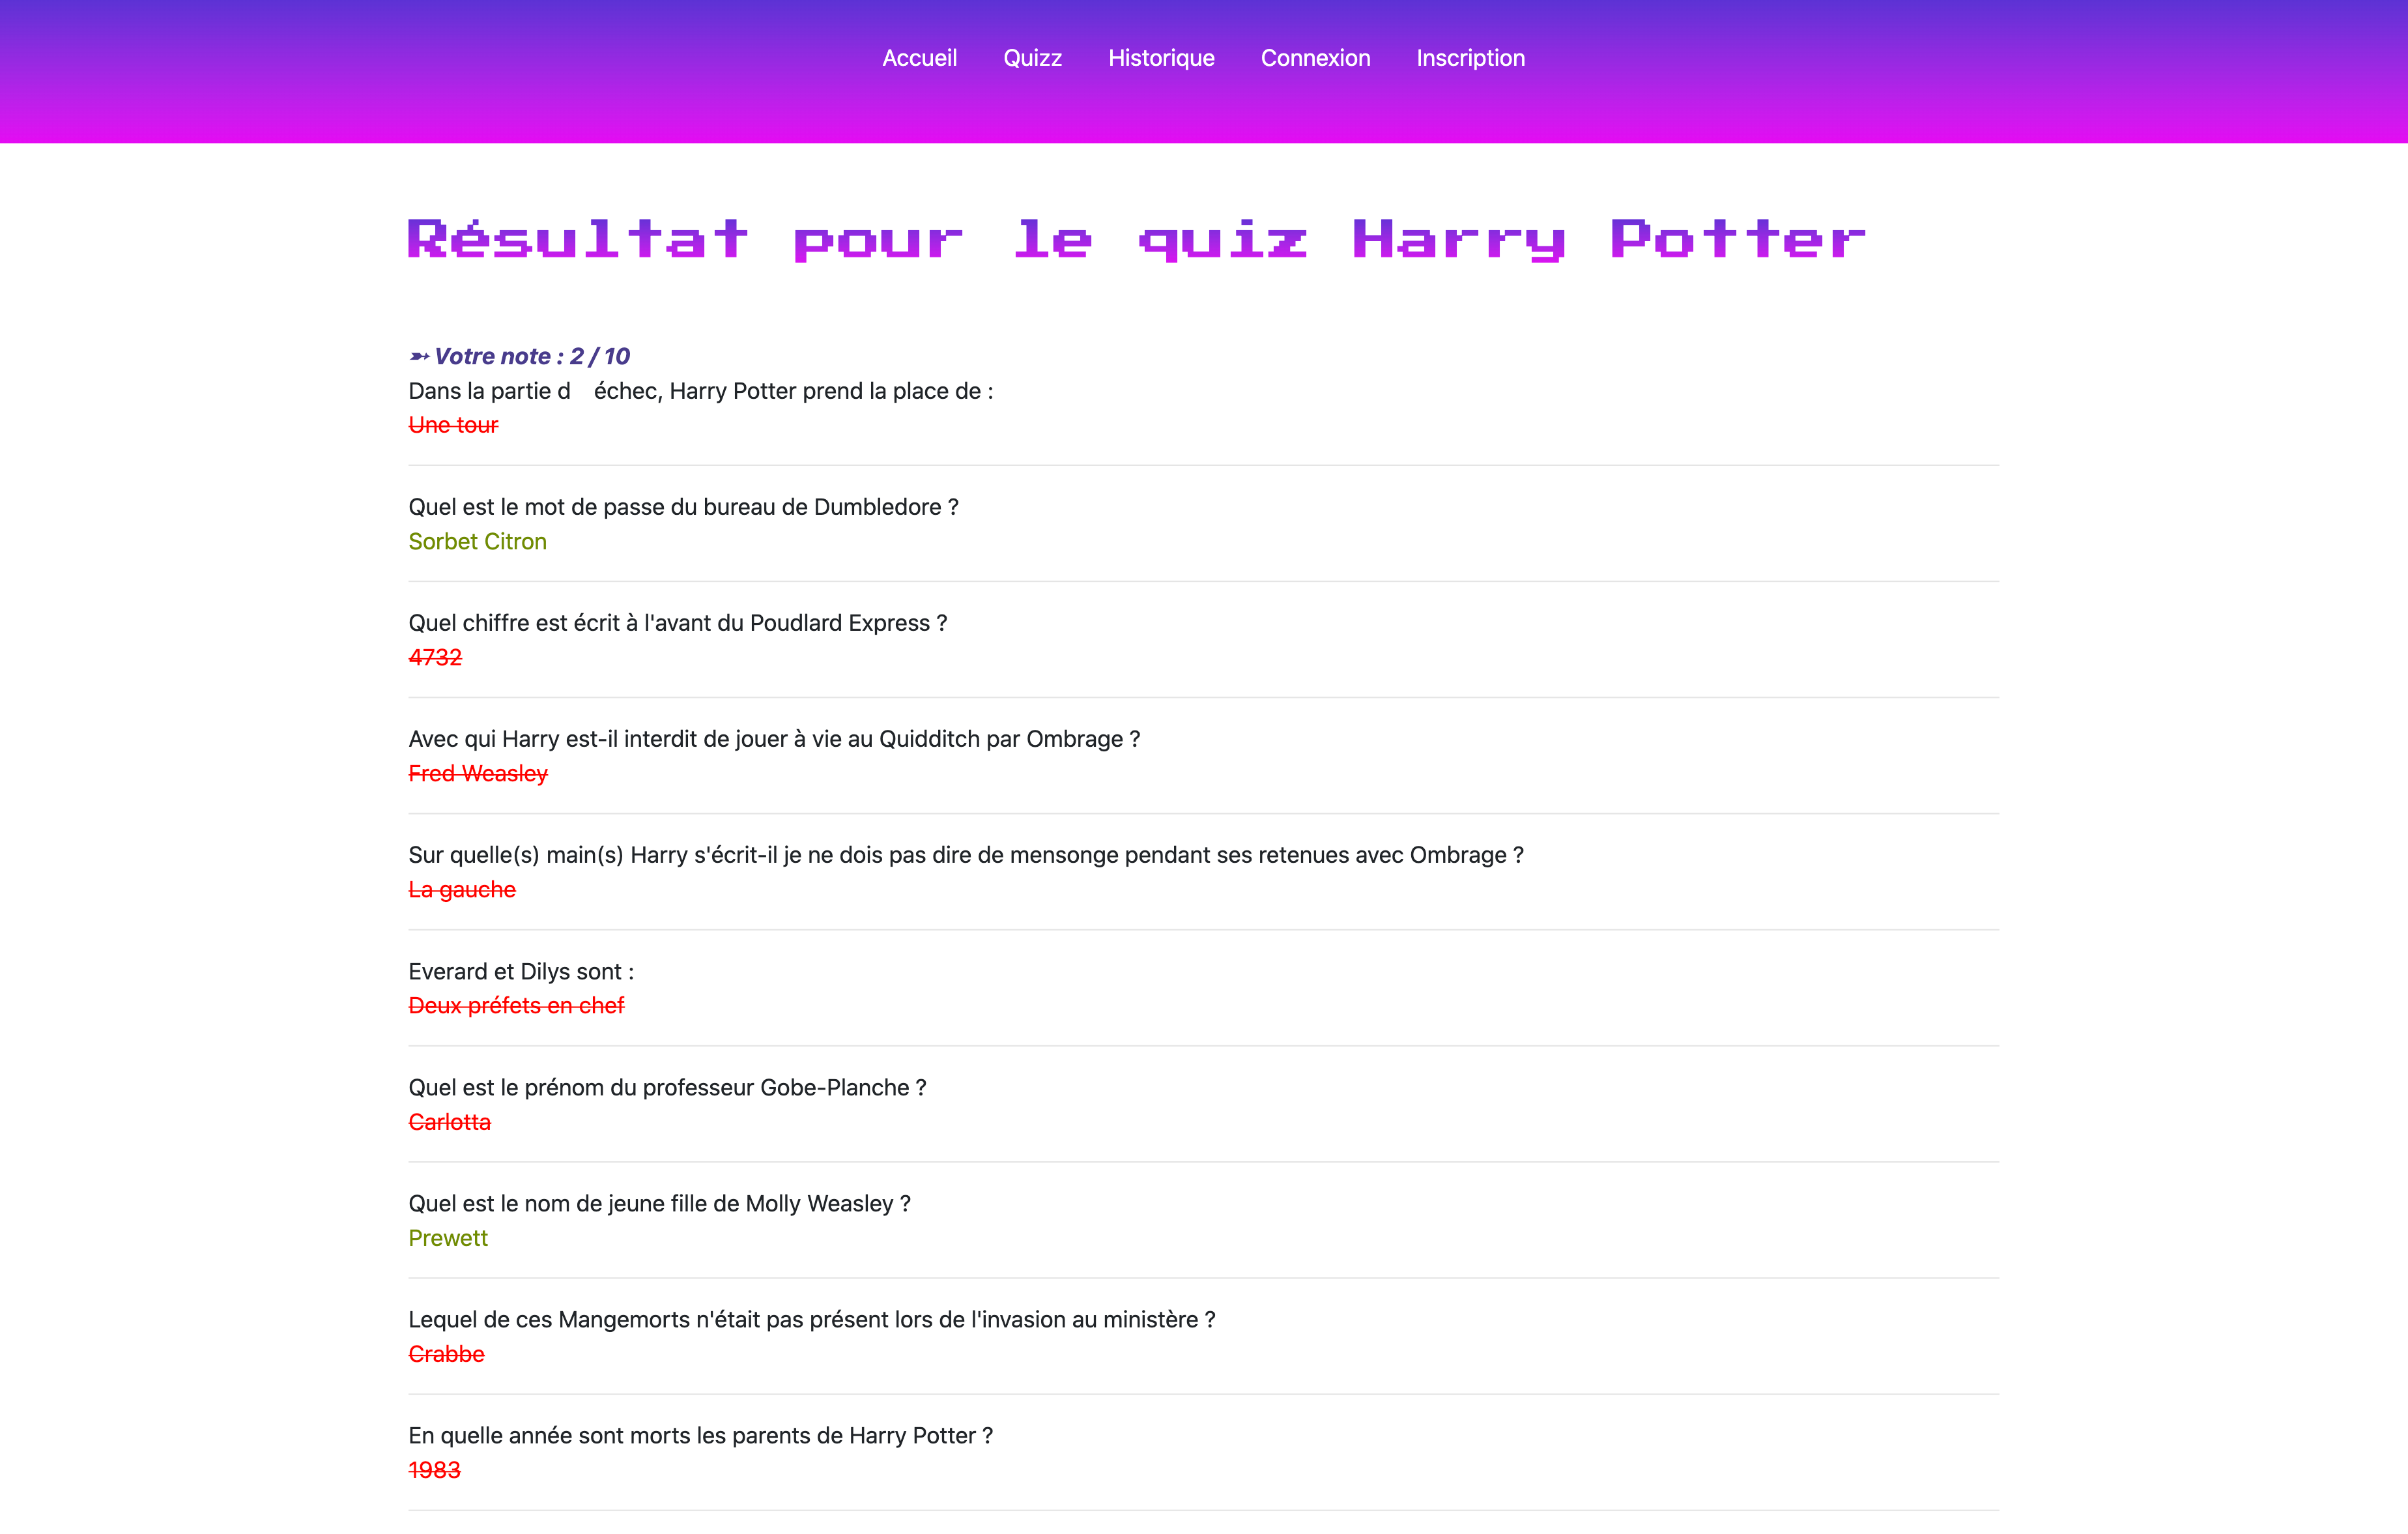 Accueil Quizz Historique Connexion Inscription
Résultat pour le quiz Harry Potter
➵ Votre note : 2 / 10
Dans la partie d échec, Harry Potter prend la place de :
Une tour
Quel est le mot de passe du bureau de Dumbledore ?
Sorbet Citron
Quel chiffre est écrit à l'avant du Poudlard Express ?
4732
Avec qui Harry est-il interdit de jouer à vie au Quidditch par Ombrage ?
Fred Weasley
Sur quelle(s) main(s) Harry s'écrit-il je ne dois pas dire de mensonge pendant ses retenues avec Ombrage ?
La gauche
Everard et Dilys sont :
Deux préfets en chef
Quel est le prénom du professeur Gobe-Planche ?
Carlotta
Quel est le nom de jeune fille de Molly Weasley ?
Prewett
Lequel de ces Mangemorts n'était pas présent lors de l'invasion au ministère ?
Crabbe
En quelle année sont morts les parents de Harry Potter ?
1983